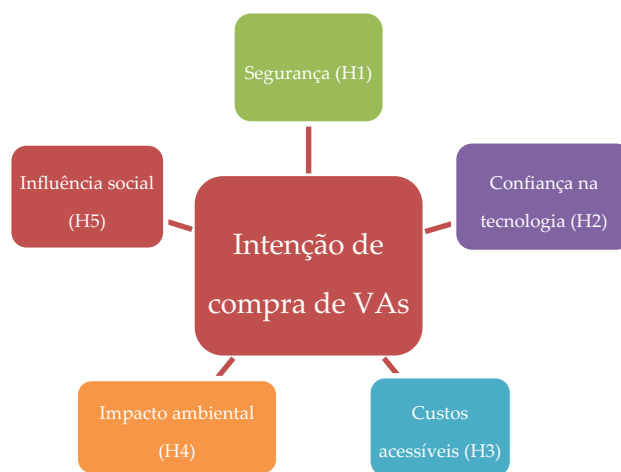 Segurança (H1)
Influência social
(H5)
Confiança na
tecnologia (H2)
Intenção de
compra de VAs
Impacto ambiental
(H4)
Custos
acessíveis (H3)